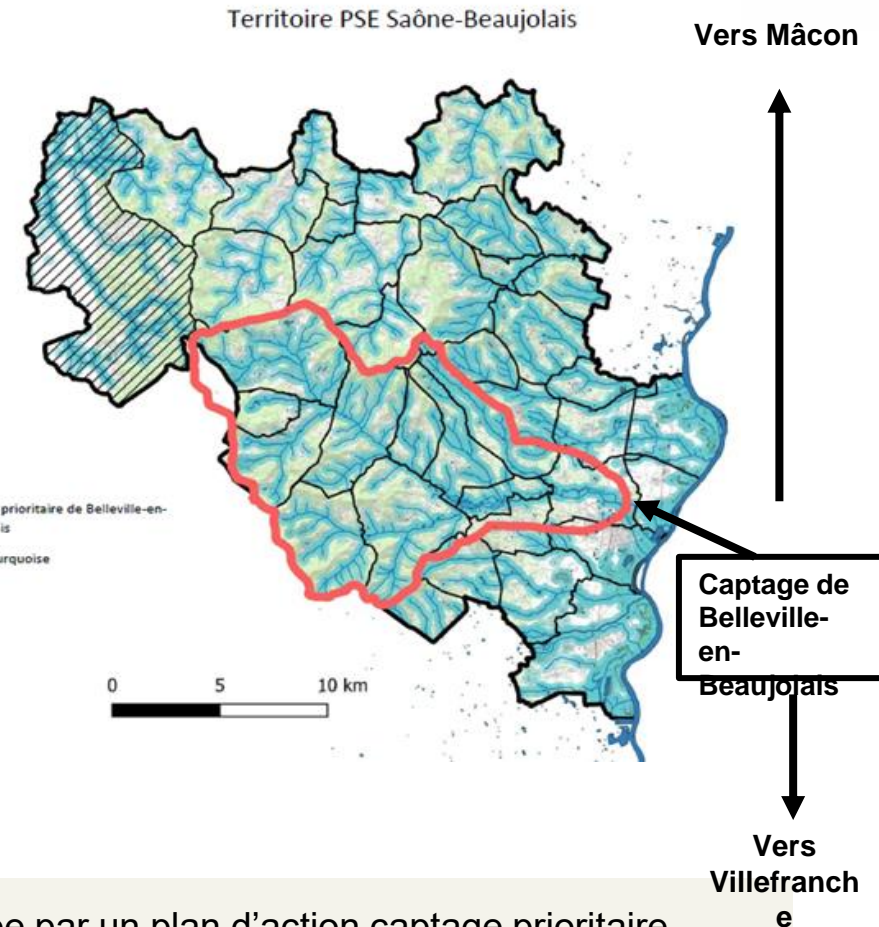 Territoire PSE Saône-Beaujolais
Vers Mâcon
prioritaire de Belleville-en-
is
urquoise
Captage de
Belleville-
en-
Beaujolais
0 5 10 km
Vers
Villefranch
e
e par un plan d'action captage prioritaire